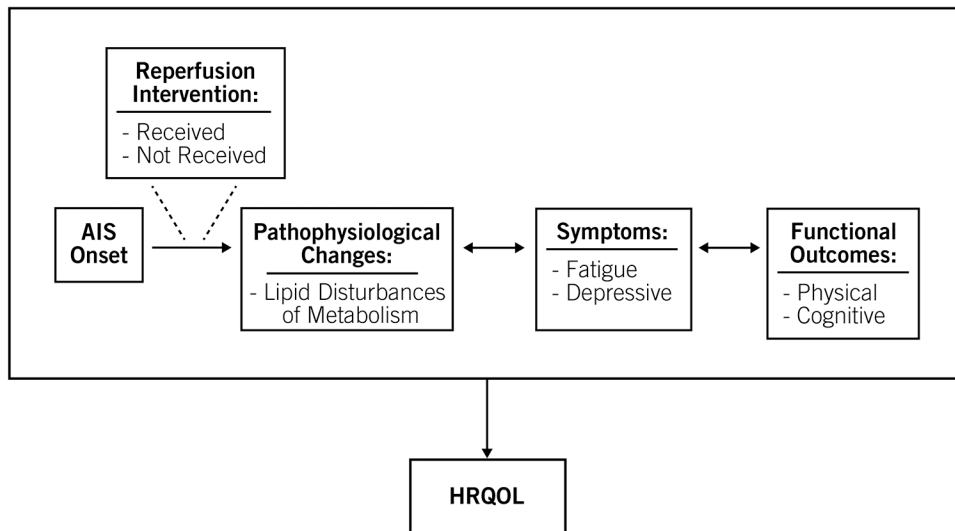 Reperfusion
Intervention:
- Received
- Not Received
AIS
Onset
Pathophysiological
Changes:
- Lipid Disturbances
of Metabolism
Symptoms:
- Fatigue
- Depressive
Functional
Outcomes:
- Physical
- Cognitive
HRQOL